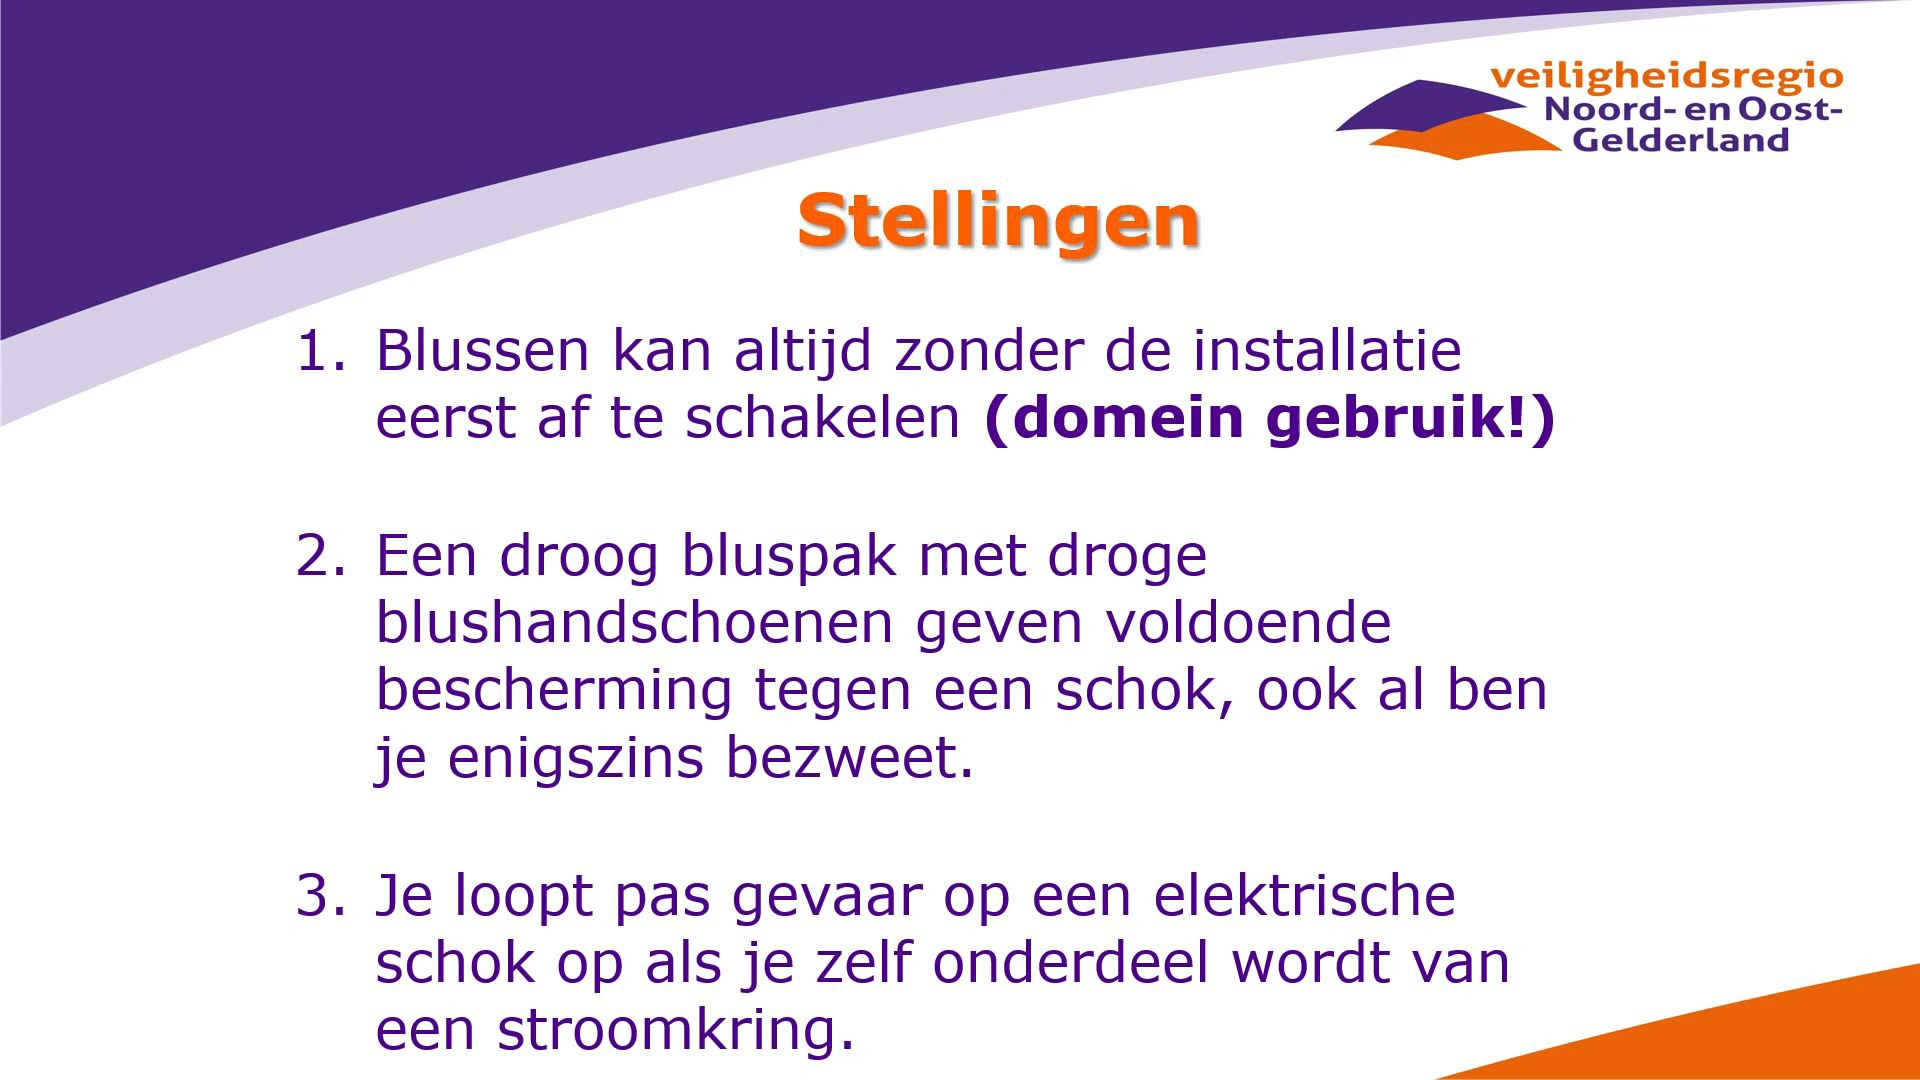 veiligheidsregio
Noord- en Oost-
Gelderland
Stellingen
1. Blussen kan altijd zonder de installatie
eerst af te schakelen (domein gebruik!)
2. Een droog bluspak met droge
blushandschoenen geven voldoende
bescherming tegen een schok, ook al ben
je enigszins bezweet.
3. Je loopt pas gevaar op een elektrische
schok op als je zelf onderdeel wordt van
een stroomkring.